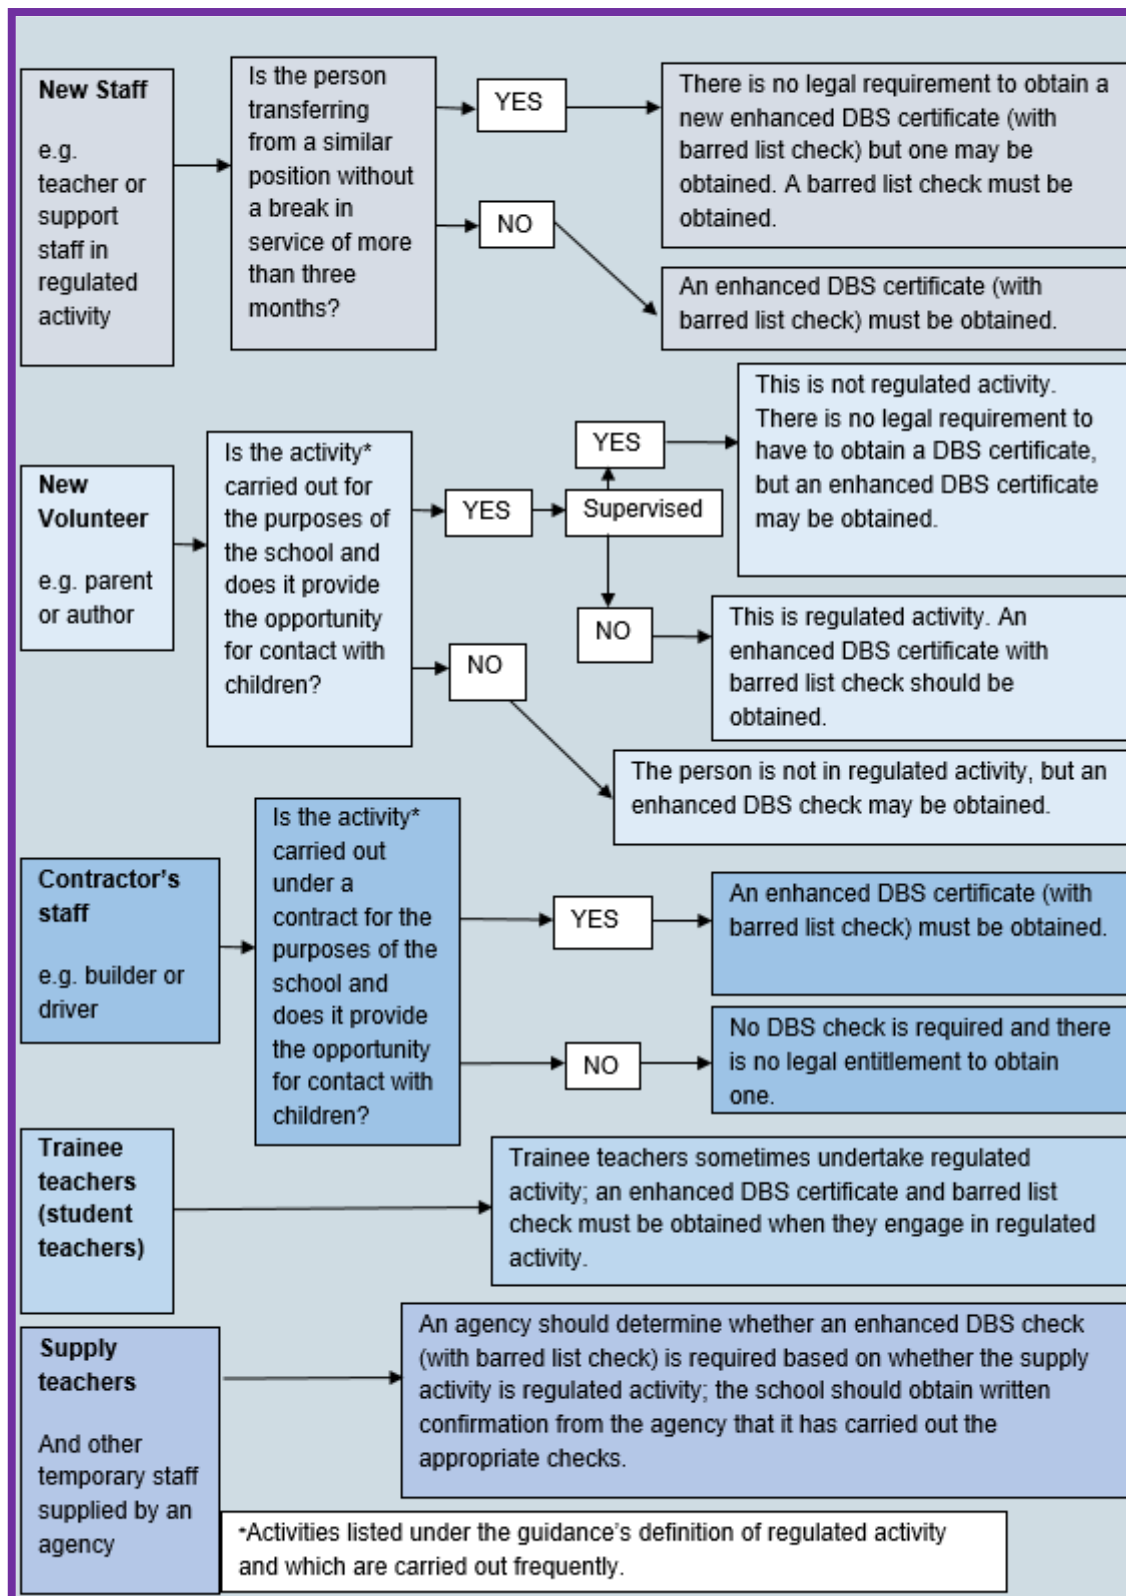 New Staff
e.g.
teacher or
support
staff in
regulated
activity
Is the person
transferring
from a similar
position without
a break in
service of more
than three
months?
YES
There is no legal requirement to obtain a
new enhanced DBS certificate (with
barred list check) but one may be
obtained. A barred list check must be
obtained.
NO
An enhanced DBS certificate (with
barred list check) must be obtained.
New
Volunteer
e.g. parent
or author
Is the activity*
carried out for
the purposes of
the school and
does it provide
the opportunity
for contact with
children?
YES
Supervised
YES
This is not regulated activity.
There is no legal requirement to
have to obtain a DBS certificate,
but an enhanced DBS certificate
may be obtained.
NO
This is regulated activity. An
enhanced DBS certificate with
barred list check should be
obtained.
NO
The person is not in regulated activity, but an
enhanced DBS check may be obtained.
Contractor's
staff
e.g. builder or
driver
Is the activity*
carried out
under a
contract for the
purposes of the
school and
does it provide
the opportunity
for contact with
children?
YES
An enhanced DBS certificate (with
barred list check) must be obtained.
NO
No DBS check is required and there
is no legal entitlement to obtain
one.
Trainee
teachers
(student
teachers)
Trainee teachers sometimes undertake regulated
activity; an enhanced DBS certificate and barred list
check must be obtained when they engage in regulated
activity.
Supply
teachers
And other
temporary staff
supplied by an
agency
An agency should determine whether an enhanced DBS check
(with barred list check) is required based on whether the supply
activity is regulated activity; the school should obtain written
confirmation from the agency that it has carried out the
appropriate checks.
*Activities listed under the guidance's definition of regulated activity
and which are carried out frequently.